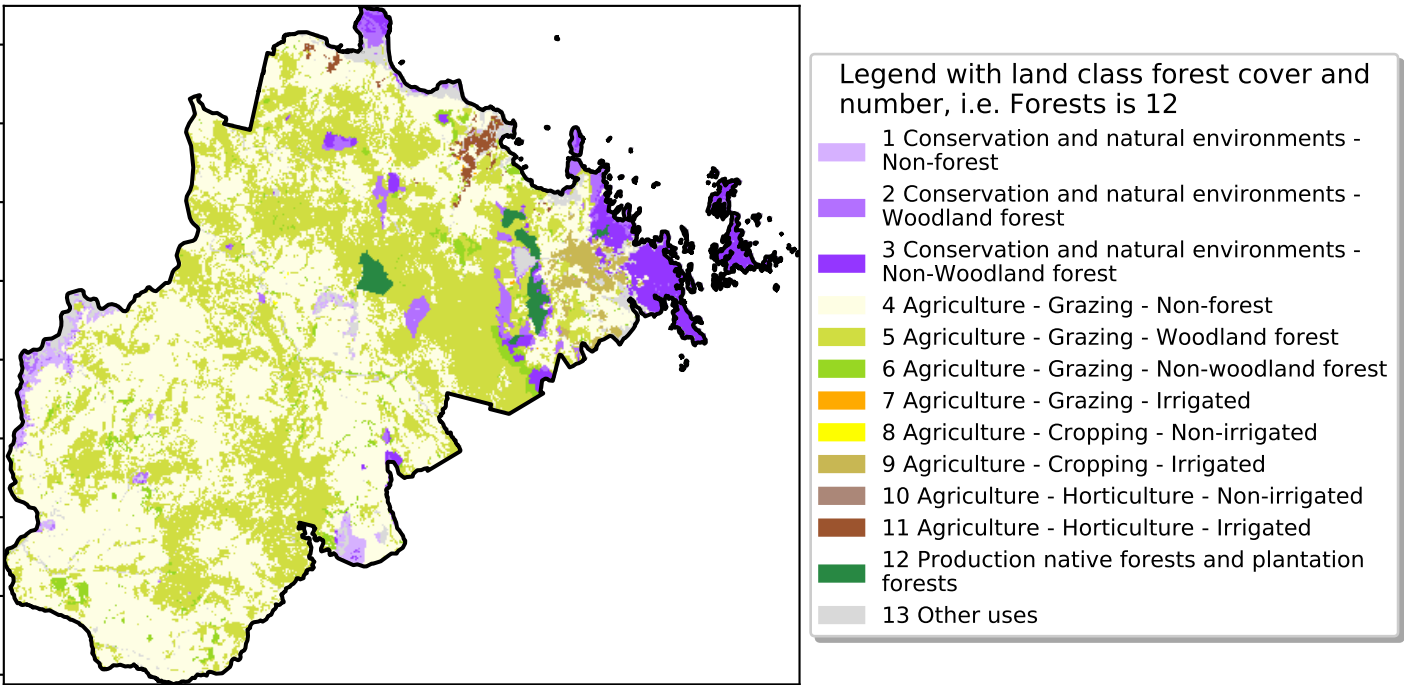 Legend with land class forest cover and
number, i.e. Forests is 12
1 Conservation and natural environments -
Non-forest
2 Conservation and natural environments -
Woodland forest
3 Conservation and natural environments -
Non-Woodland forest
4 Agriculture - Grazing - Non-forest
5 Agriculture - Grazing - Woodland forest
6 Agriculture - Grazing - Non-woodland forest
7 Agriculture - Grazing - Irrigated
8 Agriculture - Cropping - Non-irrigated
9 Agriculture - Cropping - Irrigated
10 Agriculture - Horticulture - Non-irrigated
11 Agriculture - Horticulture - Irrigated
12 Production native forests and plantation
forests
13 Other uses